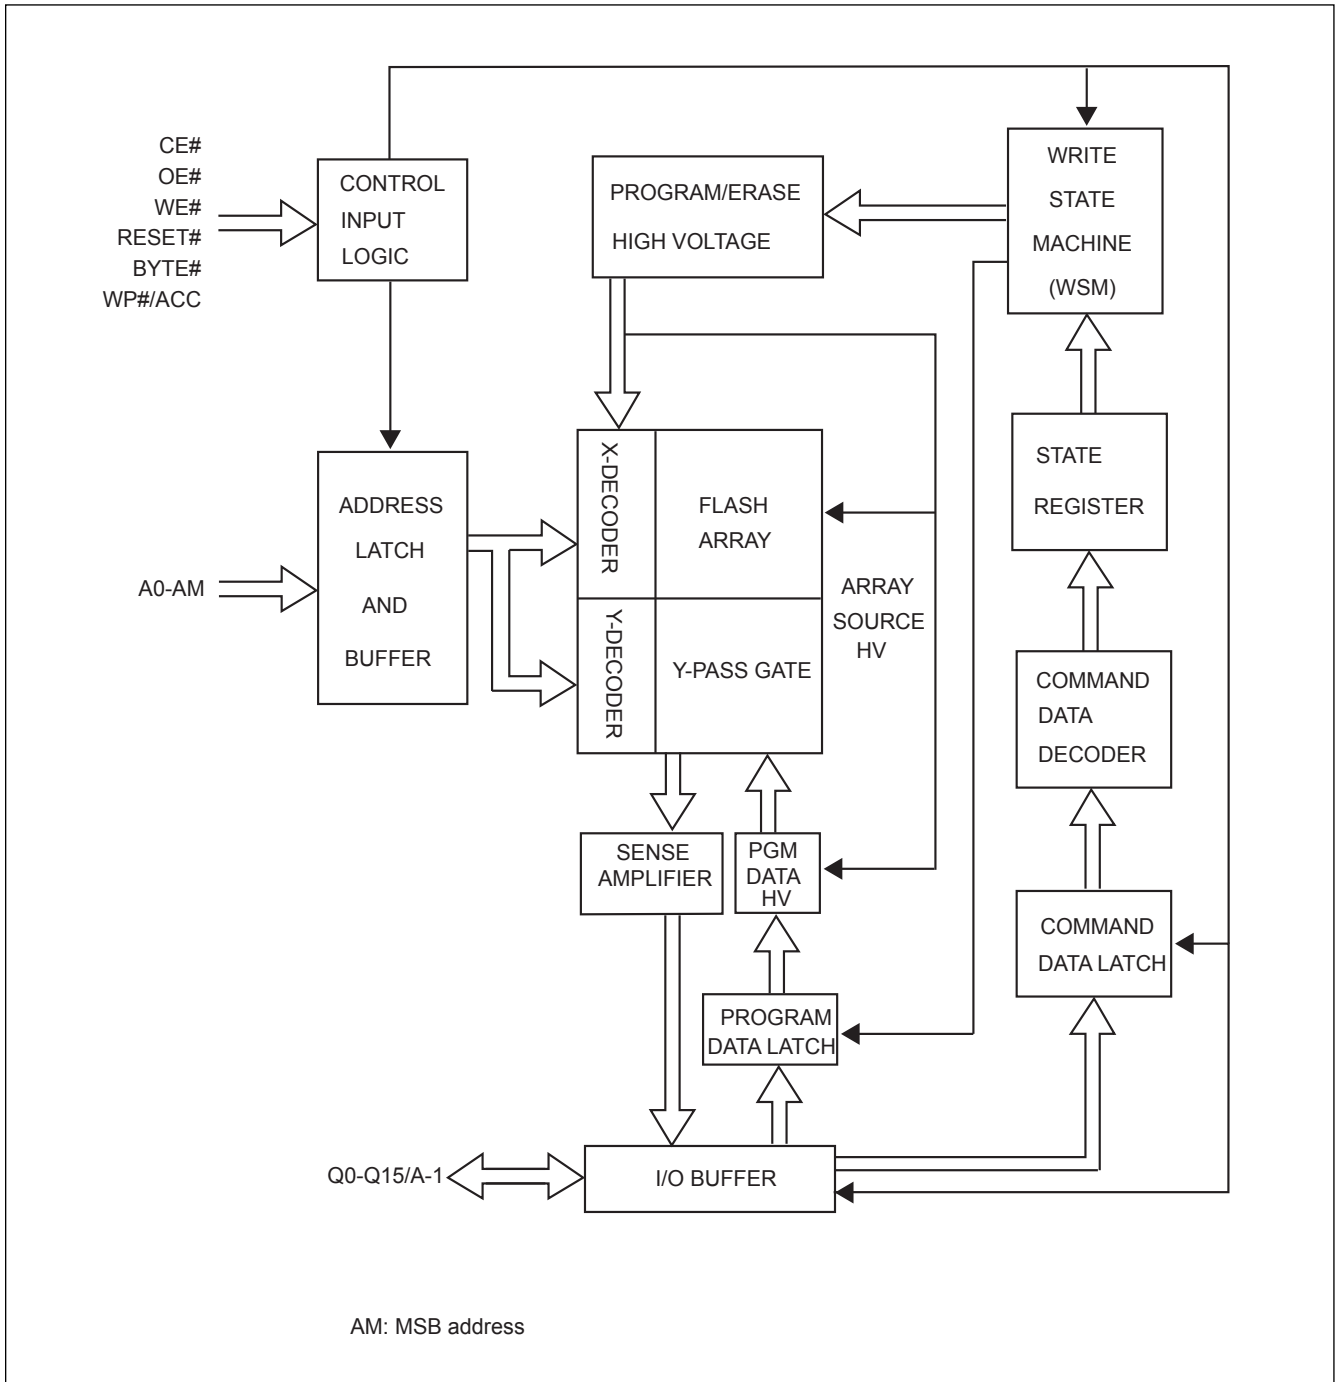 CE#
OE#
WE#
RESET#
BYTE#
WP#/ACC
CONTROL
INPUT
LOGIC
PROGRAM/ERASE
HIGH VOLTAGE
WRITE
STATE
MACHINE
(WSM)
A0-AM
ADDRESS
LATCH
AND
BUFFER
X-DECODER
FLASH
ARRAY
Y-DECODER
Y-PASS GATE
ARRAY
SOURCE
HV
STATE
REGISTER
COMMAND
DATA
DECODER
SENSE
AMPLIFIER
PGM
DATA
HV
COMMAND
DATA LATCH
PROGRAM
DATA LATCH
Q0-Q15/A-1
I/O BUFFER
AM: MSB address